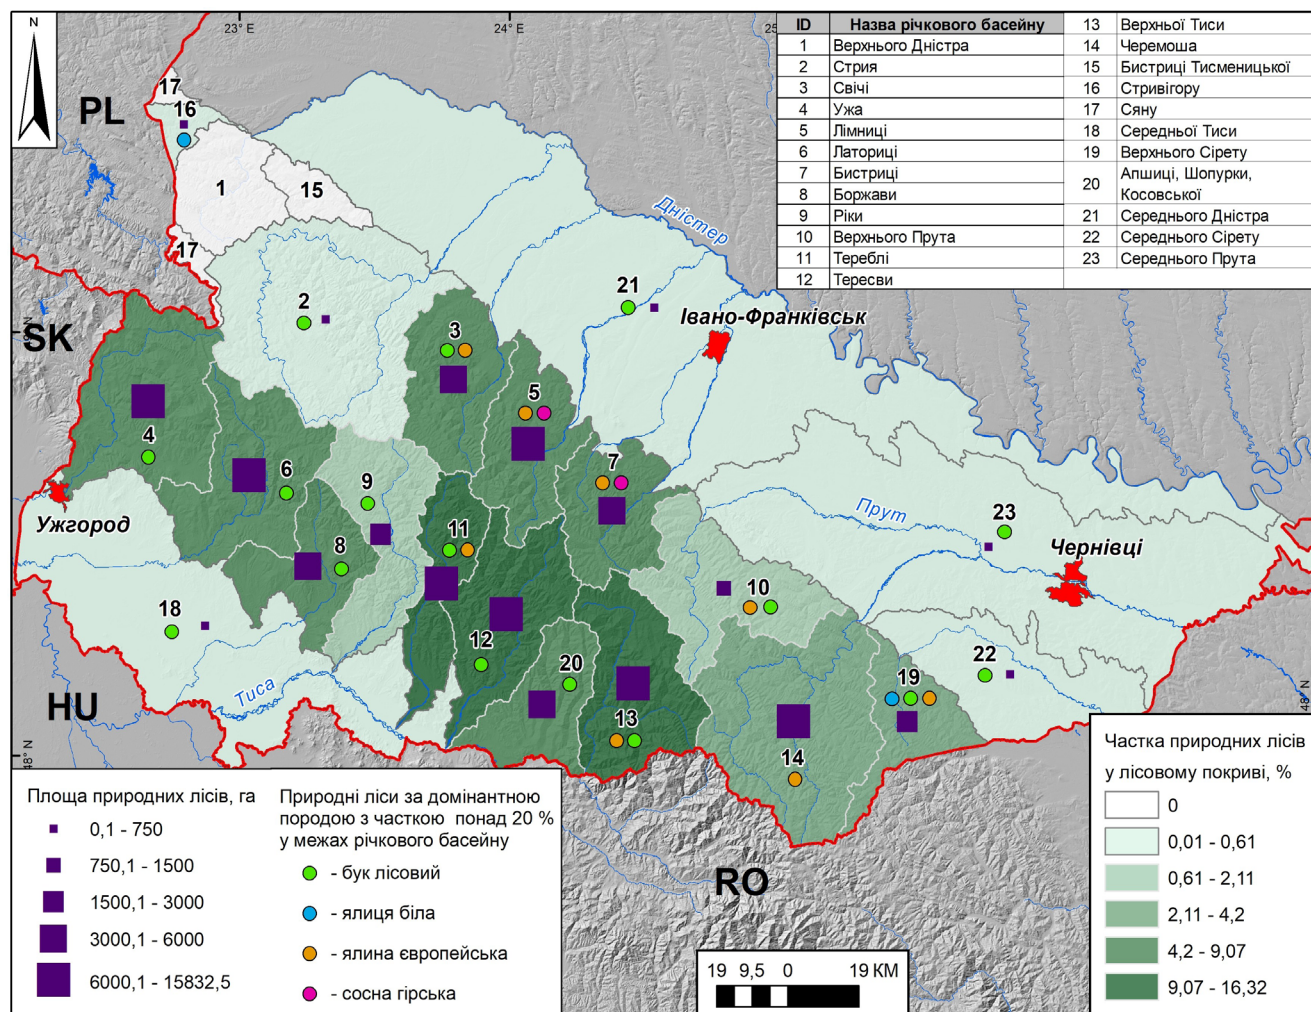 N
23° E
24° E
25
PL
SK
HU
RO
48° N
48° N
ID Назва річкового басейну
1 Верхнього Дністра
2 Стрия
3 Свічі
4 Ужа
5 Лімниці
6 Латориці
7 Бистриці
8 Боржави
9 Ріки
10 Верхнього Прута
11 Тереблі
12 Тересви
13 Верхньої Тиси
14 Черемоша
15 Бистриці Тисменицької
16 Стривігору
17 Сяну
18 Середньої Тиси
19 Верхнього Сірету
20 Апшиці, Шопурки,
Косовської
21 Середнього Дністра
22 Середнього Сірету
23 Середнього Прута
17
16
1
15
17
Дністер
2
21
Івано-Франківськ
3
5
4
6
9
7
Ужгород
8
11
Прут
23
Чернівці
10
18
12
20
22
19
Тиса
13
14
Площа природних лісів, га
0,1 - 750
750,1 - 1500
1500,1 - 3000
3000,1 - 6000
6000,1 - 15832,5
Природні ліси за домінантною
породою з часткою понад 20 %
у межах річкового басейну
- бук лісовий
- ялиця біла
- ялина європейська
- сосна гірська
19 9,5 0 19 КМ
Частка природних лісів
у лісовому покриві, %
0
0,01 - 0,61
0,61 - 2,11
2,11 - 4,2
4,2 - 9,07
9,07 - 16,32